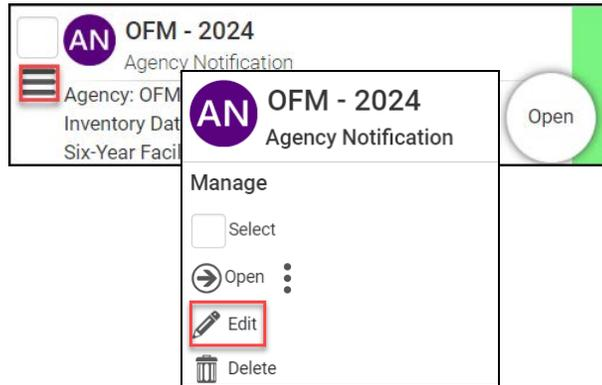 AN OFM - 2024
Agency Notification
Agency: OFM
Inventory Dat
Six-Year Facil
Open
AN OFM - 2024
Agency Notification
Manage
Select
Open
Edit
Delete